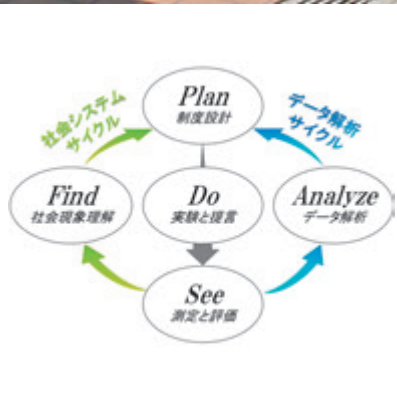 社会システム
サイクル
データ解析
サイクル
Plan
制度設計
Find
社会現象理解
Do
実験と提言
Analyze
データ解析
See
測定と評価